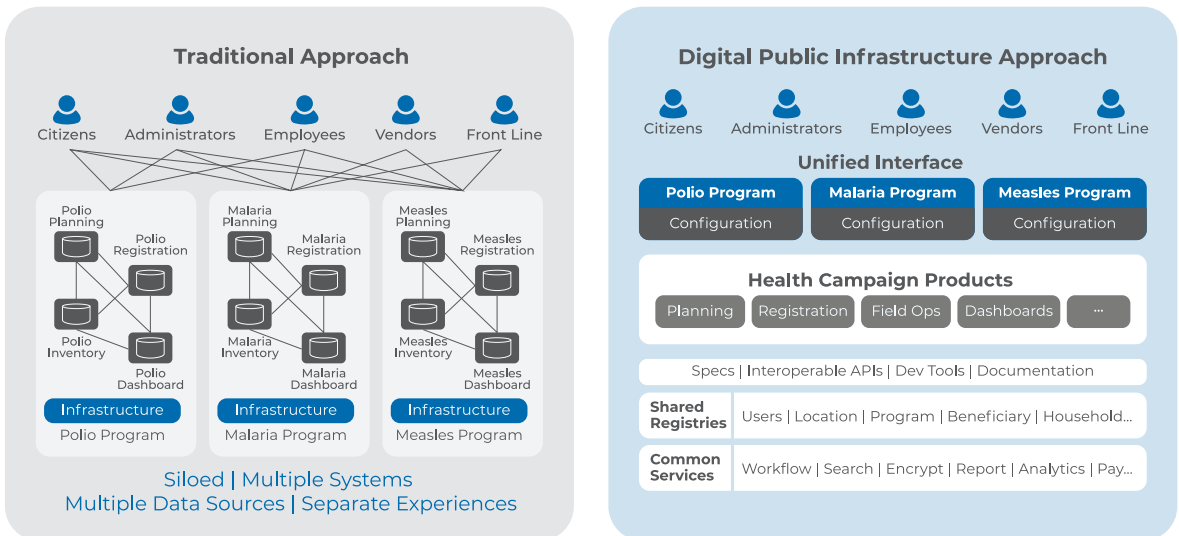 Traditional Approach
Citizens Administrators Employees Vendors Front Line
Polio
Planning
Polio
Registration
Polio
Inventory
Polio
Dashboard
Infrastructure
Polio Program
Malaria
Planning
Malaria
Registration
Malaria
Inventory
Malaria
Dashboard
Infrastructure
Malaria Program
Measles
Planning
Measles
Registration
Measles
Inventory
Measles
Dashboard
Infrastructure
Measles Program
Siloed | Multiple Systems
Multiple Data Sources | Separate Experiences
Digital Public Infrastructure Approach
Citizens Administrators Employees Vendors Front Line
Unified Interface
Polio Program Malaria Program Measles Program
Configuration Configuration Configuration
Health Campaign Products
Planning Registration Field Ops Dashboards ...
Specs | Interoperable APIs | Dev Tools | Documentation
Shared
Registries
Users | Location | Program | Beneficiary | Household...
Common
Services
Workflow | Search | Encrypt | Report | Analytics | Pay...